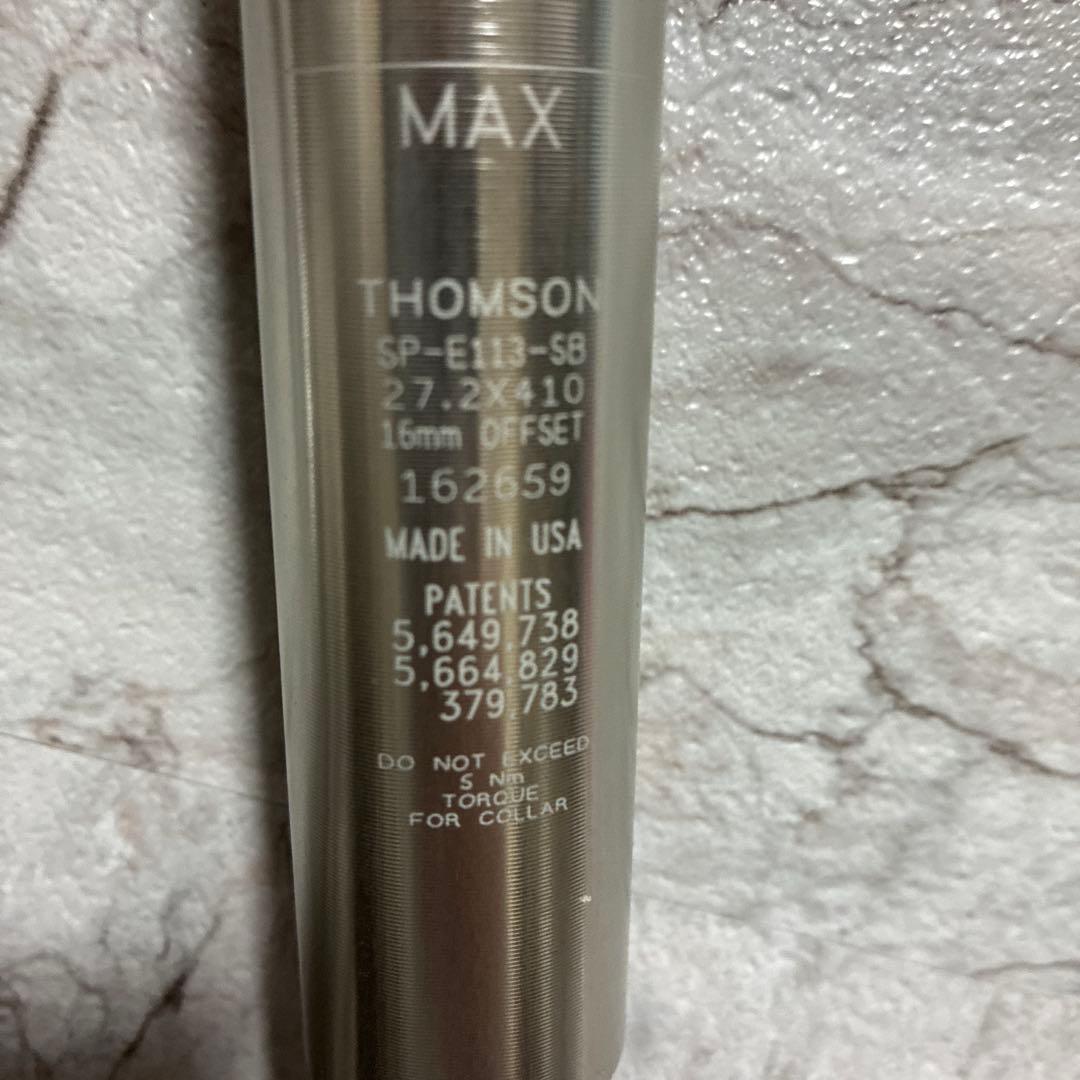 MAX
THOMSON
SP-E113-SB
27.2X410
16mm OFFSET
162659
MADE IN USA
PATENTS
5,649,738
5,664,829
379,783
DO NOT EXCEED
5 Nm
TORQUE
FOR COLLAR